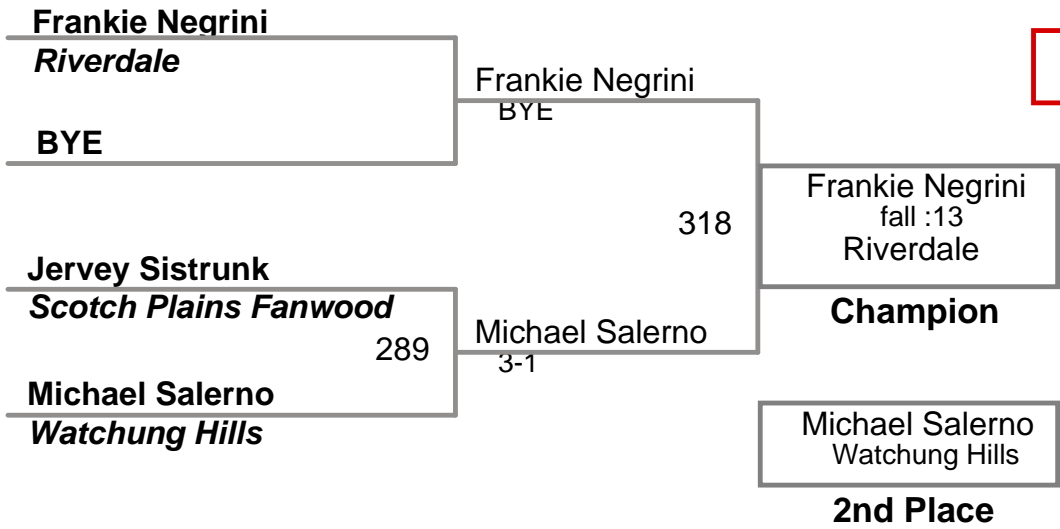 Frankie Negrini
Riverdale
BYE
Jervey Sistrunk
Scotch Plains Fanwood
289
Michael Salerno
Watchung Hills
Frankie Negrini
BYE
318
Michael Salerno
3-1
Frankie Negrini
fall :13
Riverdale
Champion
Michael Salerno
Watchung Hills
2nd Place